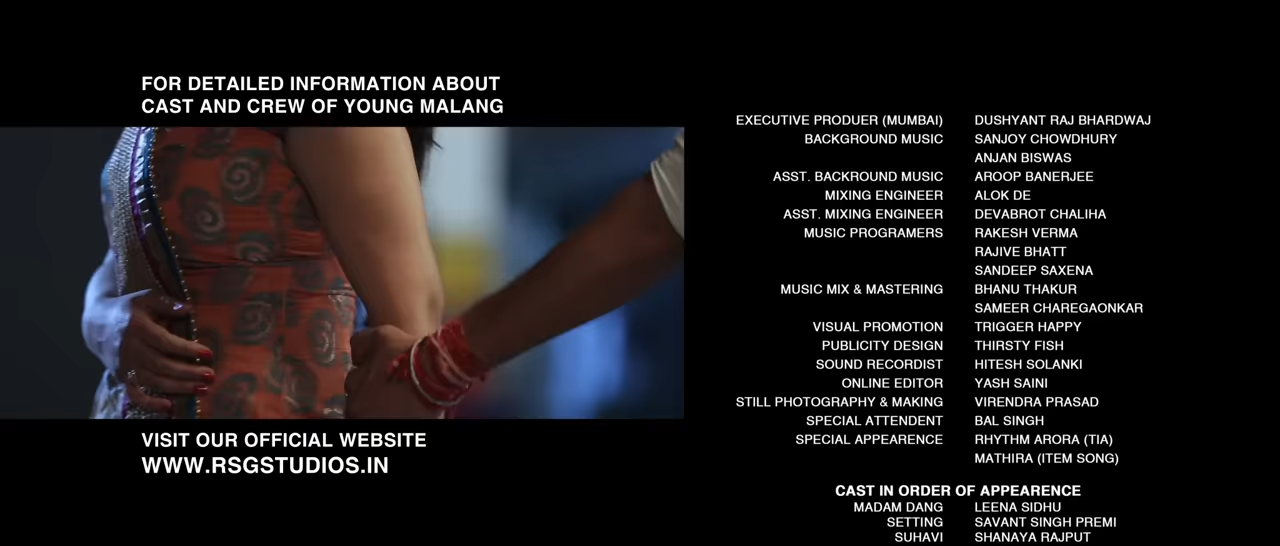 FOR DETAILED INFORMATION ABOUT
CAST AND CREW OF YOUNG MALANG
VISIT OUR OFFICIAL WEBSITE
WWW.RSGSTUDIOS.IN
EXECUTIVE PRODUER (MUMBAI) DUSHYANT RAJ BHARDWAJ
BACKGROUND MUSIC SANJOY CHOWDHURY
ANJAN BISWAS
ASST. BACKROUND MUSIC AROOP BANERJEE
MIXING ENGINEER ALOK DE
ASST. MIXING ENGINEER DEVABROT CHALIHA
MUSIC PROGRAMERS RAKESH VERMA
RAJIVE BHATT
SANDEEP SAXENA
MUSIC MIX & MASTERING BHANU THAKUR
SAMEER CHAREGAONKAR
VISUAL PROMOTION TRIGGER HAPPY
PUBLICITY DESIGN THIRSTY FISH
SOUND RECORDIST HITESH SOLANKI
ONLINE EDITOR YASH SAINI
STILL PHOTOGRAPHY & MAKING VIRENDRA PRASAD
SPECIAL ATTENDENT BAL SINGH
SPECIAL APPEARENCE RHYTHM ARORA (TIA)
MATHIRA (ITEM SONG)
CAST IN ORDER OF APPEARENCE
MADAM DANG LEENA SIDHU
SETTING SAVANT SINGH PREMI
SUHAVI SHANAYA RAJPUT